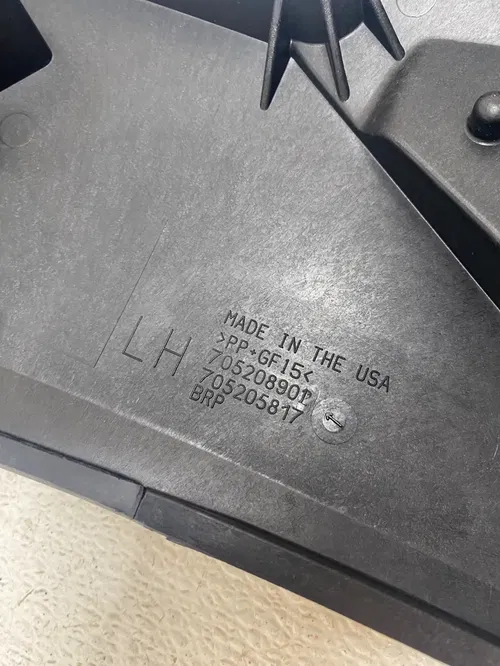 LH
MADE IN THE USA
>PP+GF15<
705208901
705205817
BRP